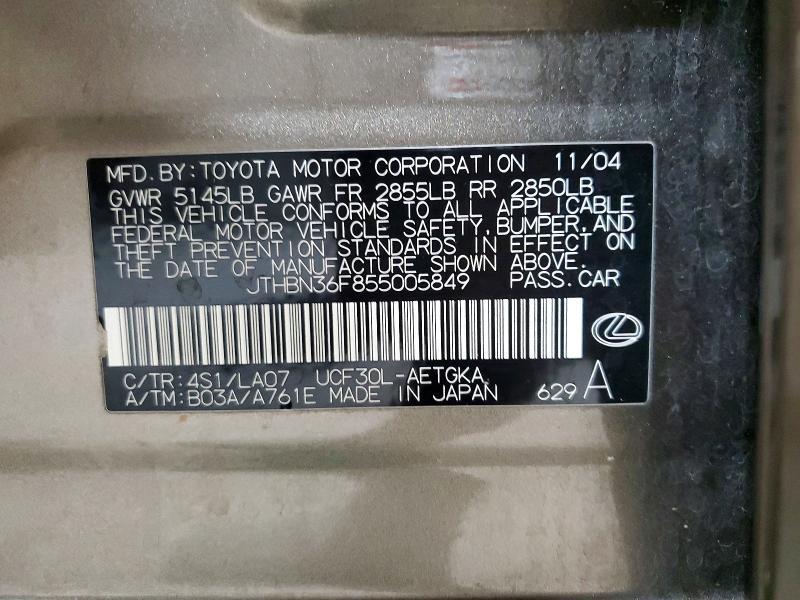 MFD. BY: TOYOTA MOTOR CORPORATION 11/04
GVWR 5145LB GAWR FR 2855LB RR 2850LB
THIS VEHICLE CONFORMS TO ALL APPLICABLE
FEDERAL MOTOR VEHICLE SAFETY, BUMPER, AND
THEFT PREVENTION STANDARDS IN EFFECT ON
THE DATE OF MANUFACTURE SHOWN ABOVE.
JTHBN36F855005849 PASS. CAR
C/TR: 4S1/LA07 UCF30L-AETGKA
A/TM: B03A/A761E MADE IN JAPAN 629 A